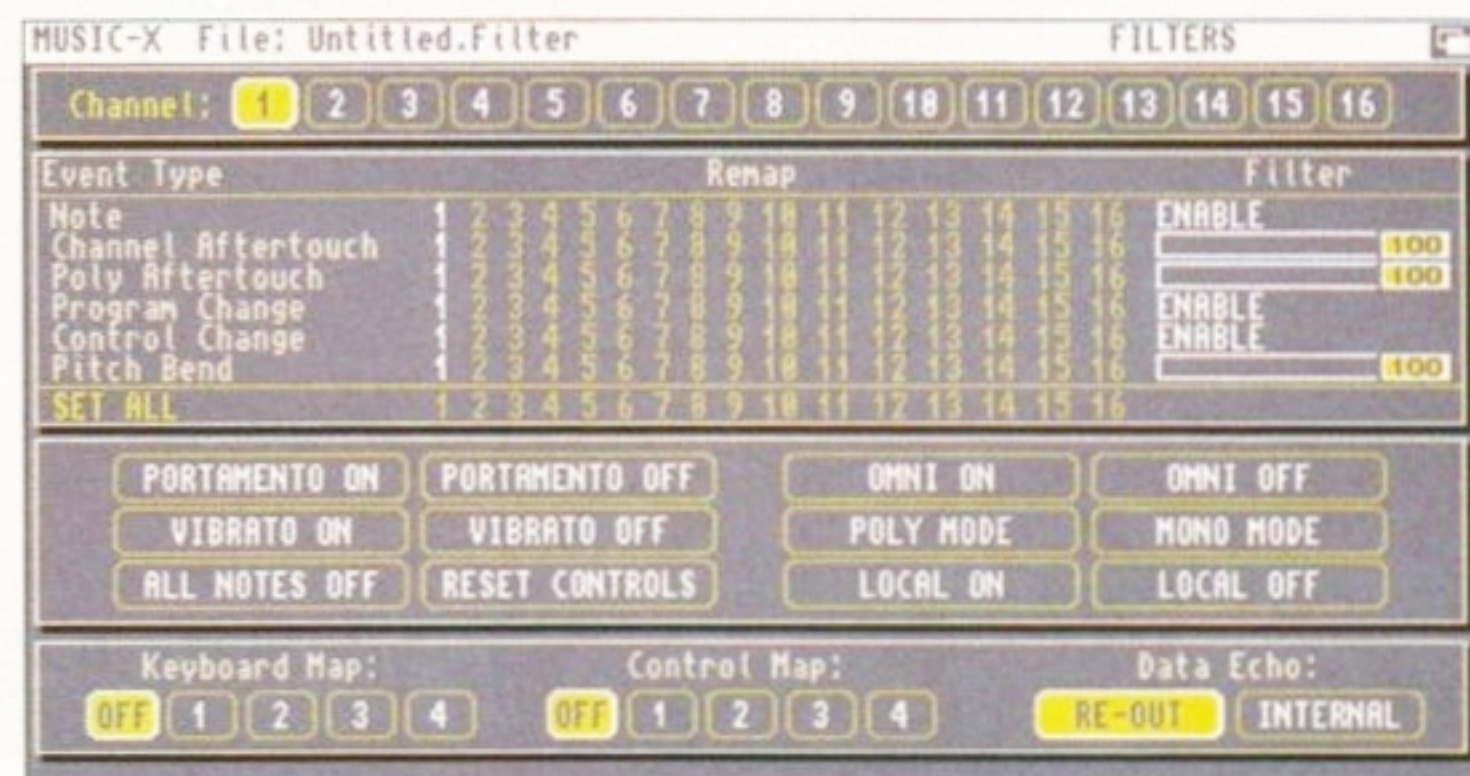 MUSIC-X File: Untitled.Filter FILTERS
Channel: 1 2 3 4 5 6 7 8 9 10 11 12 13 14 15 16
Event Type Remap Filter
Note 1 2 3 4 5 6 7 8 9 10 11 12 13 14 15 16 ENABLE
Channel Aftertouch 1 2 3 4 5 6 7 8 9 10 11 12 13 14 15 16 100
Poly Aftertouch 1 2 3 4 5 6 7 8 9 10 11 12 13 14 15 16 100
Program Change 1 2 3 4 5 6 7 8 9 10 11 12 13 14 15 16 ENABLE
Control Change 1 2 3 4 5 6 7 8 9 10 11 12 13 14 15 16 ENABLE
Pitch Bend 1 2 3 4 5 6 7 8 9 10 11 12 13 14 15 16 100
SET ALL 1 2 3 4 5 6 7 8 9 10 11 12 13 14 15 16
PORTAMENTO ON PORTAMENTO OFF OMNI ON OMNI OFF
VIBRATO ON VIBRATO OFF POLY MODE MONO MODE
ALL NOTES OFF RESET CONTROLS LOCAL ON LOCAL OFF
Keyboard Map: Control Map: Data Echo:
OFF 1 2 3 4 OFF 1 2 3 4 RE-OUT INTERNAL